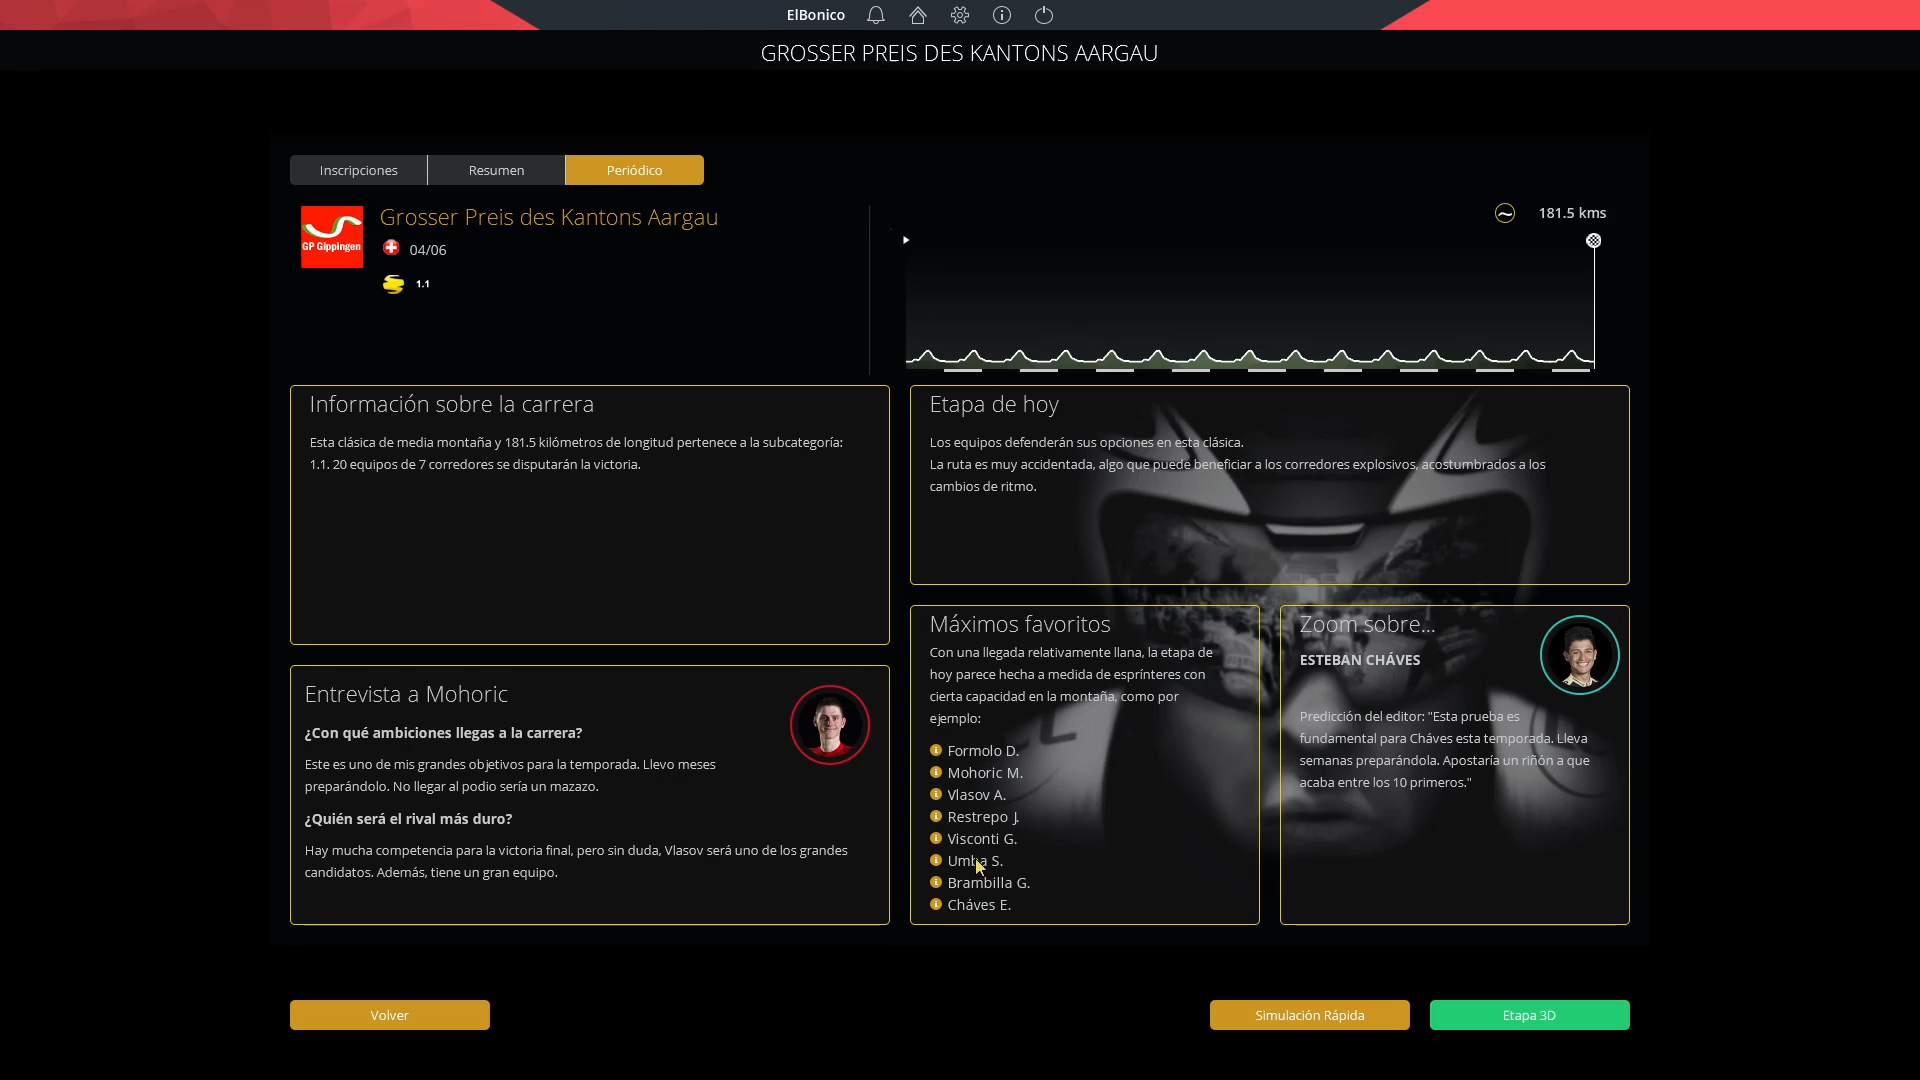 ElBonico
GROSSER PREIS DES KANTONS AARGAU
Inscripciones
Resumen
Periódico
GP Gippingen
Grosser Preis des Kantons Aargau
04/06
1.1
181.5 kms
Información sobre la carrera
Esta clásica de media montaña y 181.5 kilómetros de longitud pertenece a la subcategoría:
1.1. 20 equipos de 7 corredores se disputarán la victoria.
Etapa de hoy
Los equipos defenderán sus opciones en esta clásica.
La ruta es muy accidentada, algo que puede beneficiar a los corredores explosivos, acostumbrados a los
cambios de ritmo.
Entrevista a Mohoric
¿Con qué ambiciones llegas a la carrera?
Este es uno de mis grandes objetivos para la temporada. Llevo meses
preparándolo. No llegar al podio sería un mazazo.
¿Quién será el rival más duro?
Hay mucha competencia para la victoria final, pero sin duda, Vlasov será uno de los grandes
candidatos. Además, tiene un gran equipo.
Máximos favoritos
Con una llegada relativamente llana, la etapa de
hoy parece hecha a medida de esprínteres con
cierta capacidad en la montaña, como por
ejemplo:
Formolo D.
Mohoric M.
Vlasov A.
Restrepo J.
Visconti G.
Umba S.
Brambilla G.
Cháves E.
Zoom sobre...
ESTEBAN CHÁVES
Predicción del editor: "Esta prueba es
fundamental para Cháves esta temporada. Lleva
semanas preparándola. Apostaría un riñón a que
acaba entre los 10 primeros."
Volver
Simulación Rápida
Etapa 3D